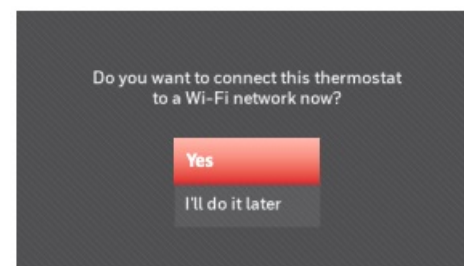 Do you want to connect this thermostat
to a Wi-Fi network now?
Yes
I'll do it later